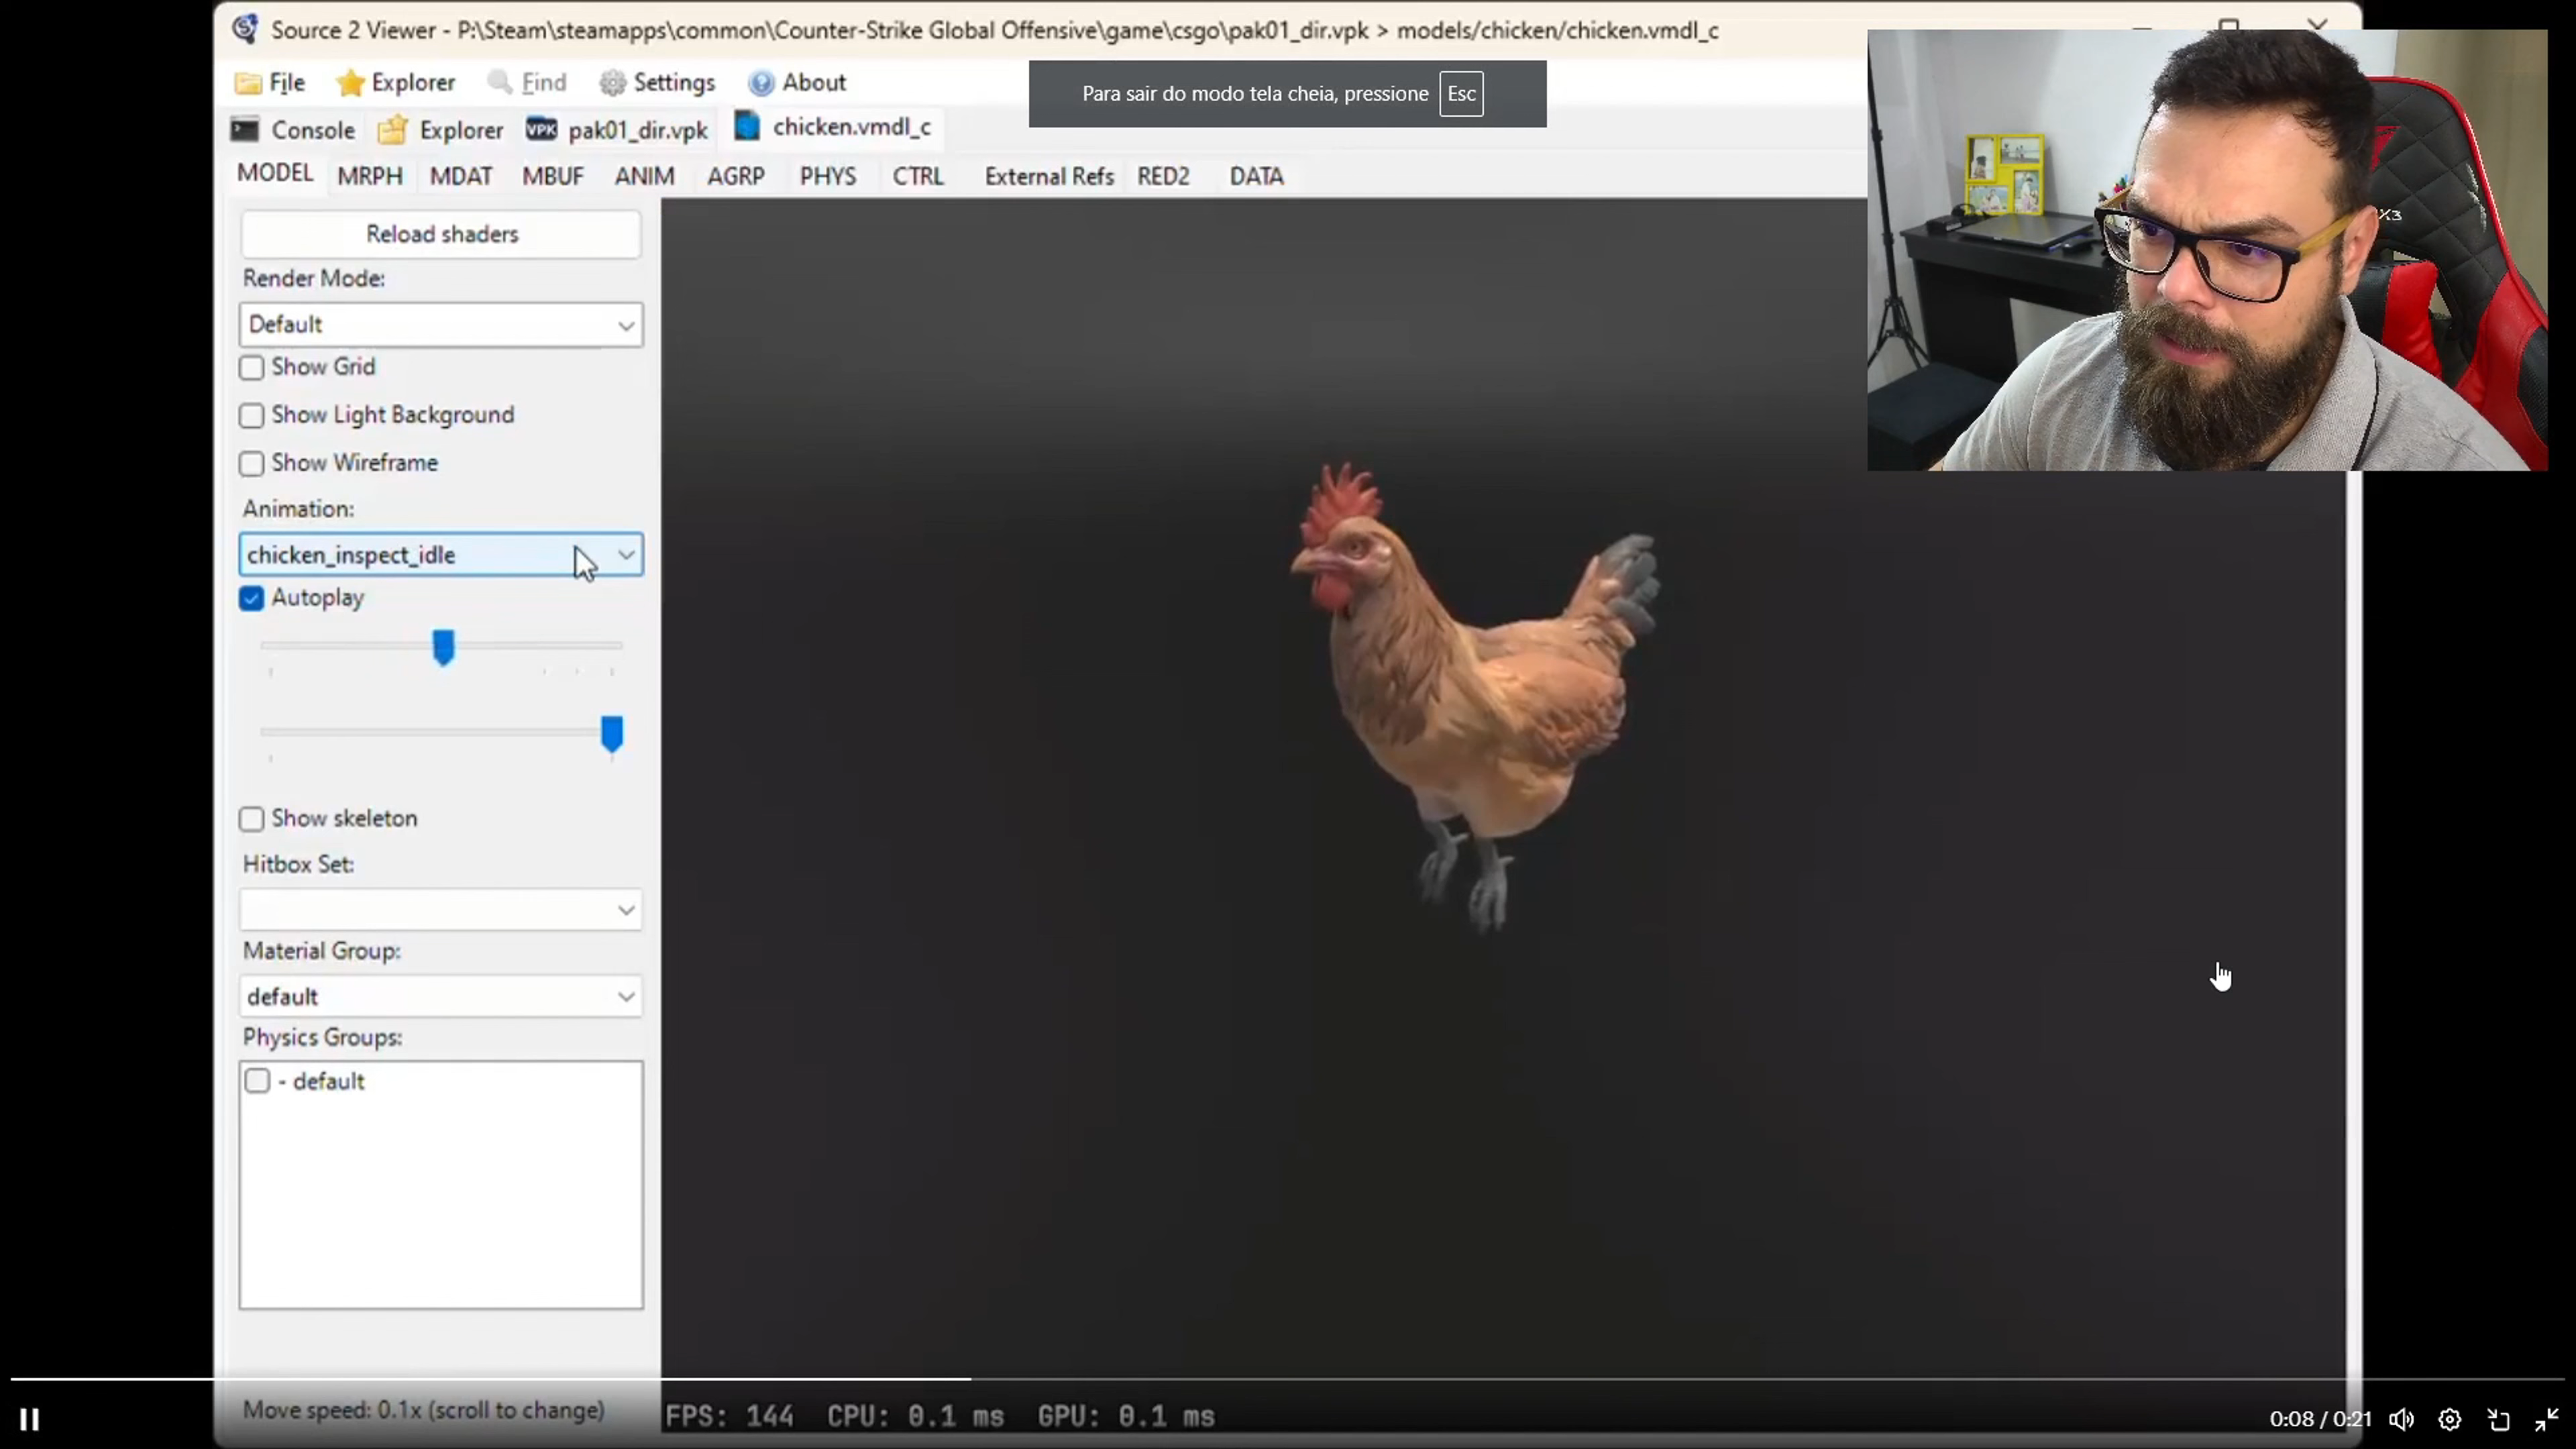 Source 2 Viewer - P:\Steam\steamapps\common\Counter-Strike Global Offensive\game\csgo\pak01_dir.vpk > models/chicken/chicken.vmdl_c
File Explorer Find Settings About
Para sair do modo tela cheia, pressione Esc
Console Explorer VPK pak01_dir.vpk chicken.vmdl_c
MODEL MRPH MDAT MBUF ANIM AGRP PHYS CTRL External Refs RED2 DATA
X3
Reload shaders
Render Mode:
Default
Show Grid
Show Light Background
Show Wireframe
Animation:
chicken_inspect_idle
Autoplay
Show skeleton
Hitbox Set:
Material Group:
default
Physics Groups:
- default
Move speed: 0.1x (scroll to change)
FPS: 144 CPU: 0.1 ms GPU: 0.1 ms
0:08 / 0:21